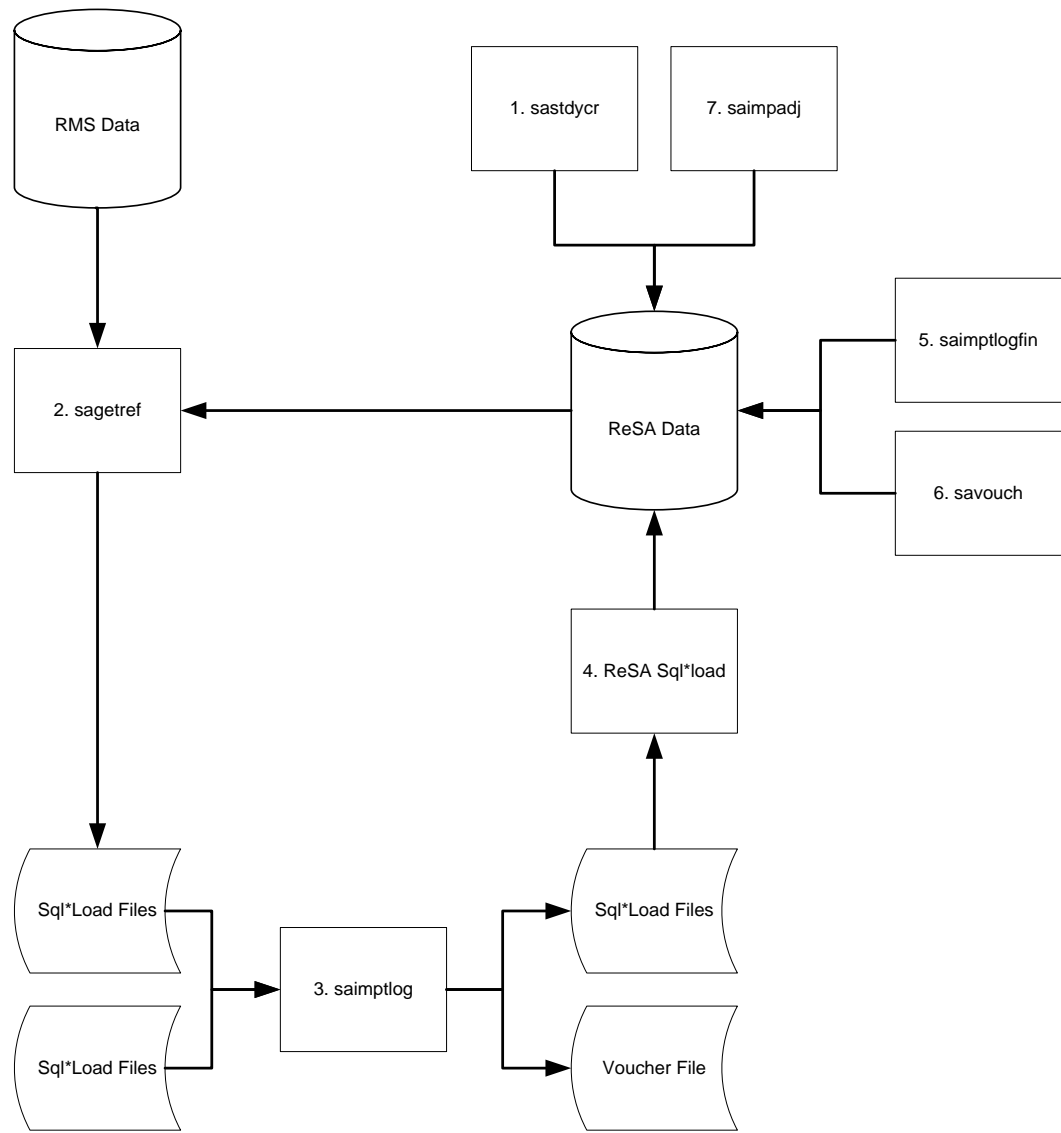 RMS Data
1. sastdycr
7. saimpadj
5. saimptlogfin
2. sagetref
ReSA Data
6. savouch
4. ReSA Sql*load
Sql*Load Files
Sql*Load Files
3. saimptlog
Sql*Load Files
Voucher File